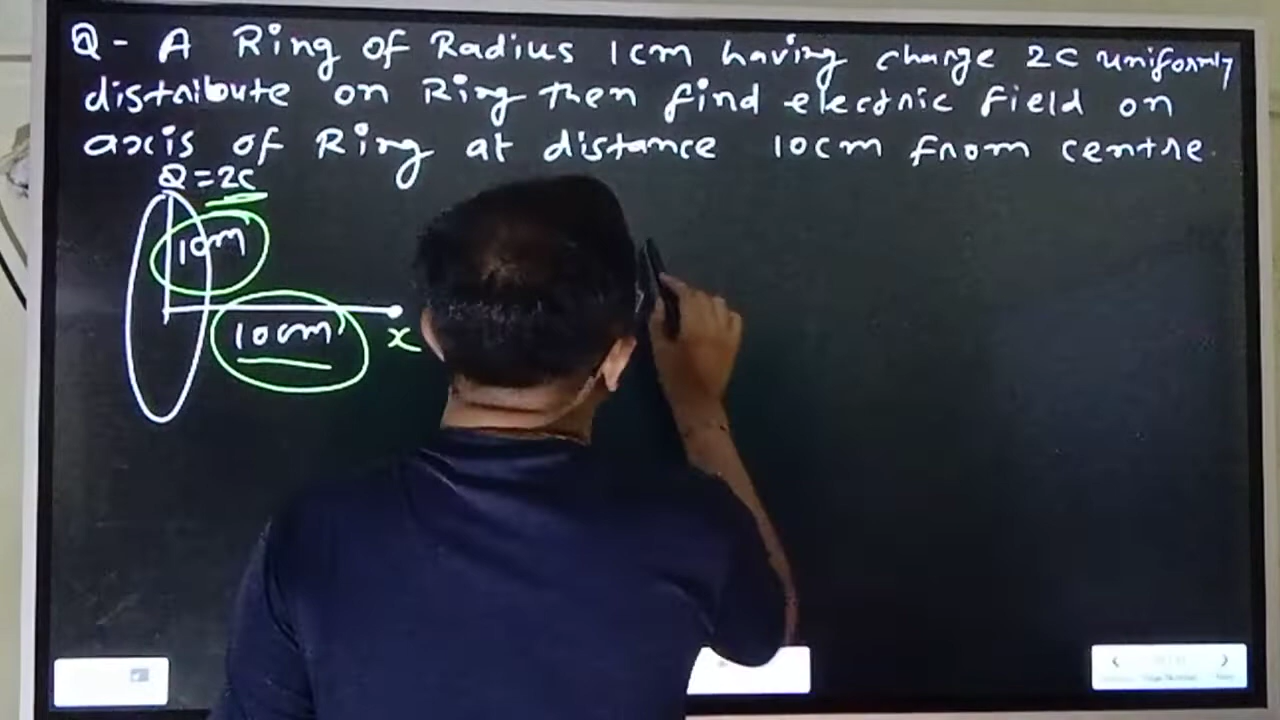 Q - A Ring of Radius 1cm having charge 2C uniformly
distribute on Ring then find electric field on
axis of Ring at distance 10cm from centre.
Q = 2C
1cm
10cm
x